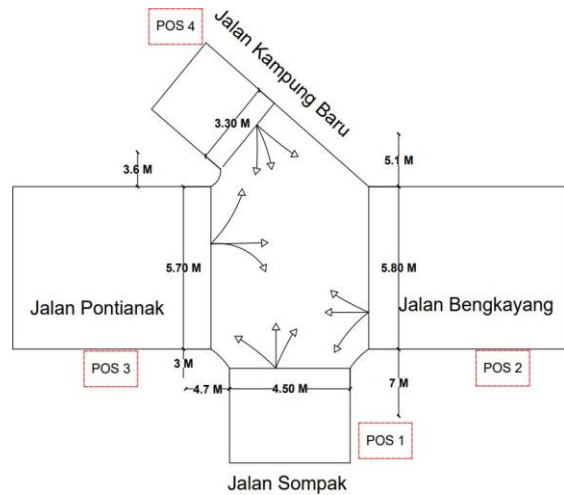 POS 4
Jalan Kampung Baru
3.30 M
3.6 M
5.1 M
5.70 M
5.80 M
Jalan Pontianak
Jalan Bengkayang
POS 3
3 M
POS 2
4.7 M
4.50 M
7 M
POS 1
Jalan Sompak